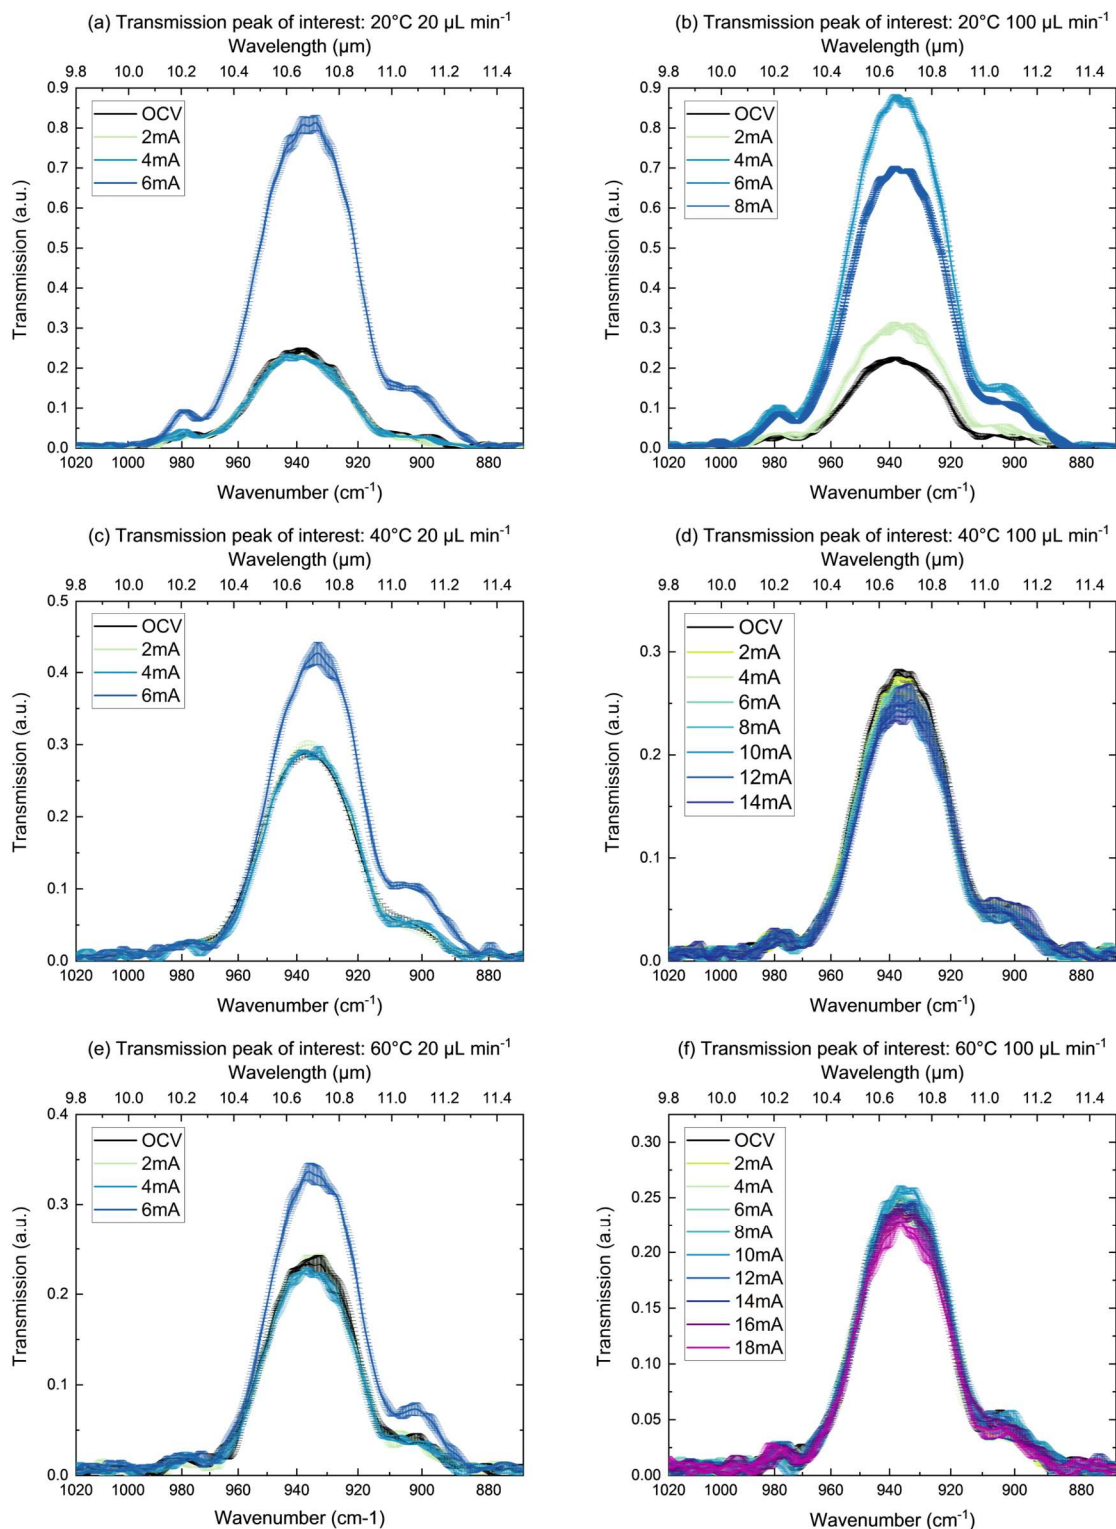 (a) Transmission peak of interest: 20°C 20 µL min⁻¹
Wavelength (µm)
9.8 10.0 10.2 10.4 10.6 10.8 11.0 11.2 11.4
0.9
0.8
0.7
0.6
0.5
0.4
0.3
0.2
0.1
0.0
Transmission (a.u.)
OCV
2mA
4mA
6mA
1020 1000 980 960 940 920 900 880
Wavenumber (cm⁻¹)
(b) Transmission peak of interest: 20°C 100 µL min⁻¹
Wavelength (µm)
9.8 10.0 10.2 10.4 10.6 10.8 11.0 11.2 11.4
0.9
0.8
0.7
0.6
0.5
0.4
0.3
0.2
0.1
0.0
Transmission (a.u.)
OCV
2mA
4mA
6mA
8mA
1020 1000 980 960 940 920 900 880
Wavenumber (cm⁻¹)
(c) Transmission peak of interest: 40°C 20 µL min⁻¹
Wavelength (µm)
9.8 10.0 10.2 10.4 10.6 10.8 11.0 11.2 11.4
0.5
0.4
0.3
0.2
0.1
0.0
Transmission (a.u.)
OCV
2mA
4mA
6mA
1020 1000 980 960 940 920 900 880
Wavenumber (cm⁻¹)
(d) Transmission peak of interest: 40°C 100 µL min⁻¹
Wavelength (µm)
9.8 10.0 10.2 10.4 10.6 10.8 11.0 11.2 11.4
0.3
0.2
0.1
0.0
Transmission (a.u.)
OCV
2mA
4mA
6mA
8mA
10mA
12mA
14mA
1020 1000 980 960 940 920 900 880
Wavenumber (cm⁻¹)
(e) Transmission peak of interest: 60°C 20 µL min⁻¹
Wavelength (µm)
9.8 10.0 10.2 10.4 10.6 10.8 11.0 11.2 11.4
0.4
0.3
0.2
0.1
0.0
Transmission (a.u.)
OCV
2mA
4mA
6mA
1020 1000 980 960 940 920 900 880
Wavenumber (cm-1)
(f) Transmission peak of interest: 60°C 100 µL min⁻¹
Wavelength (µm)
9.8 10.0 10.2 10.4 10.6 10.8 11.0 11.2 11.4
0.30
0.25
0.20
0.15
0.10
0.05
0.00
Transmission (a.u.)
OCV
2mA
4mA
6mA
8mA
10mA
12mA
14mA
16mA
18mA
1020 1000 980 960 940 920 900 880
Wavenumber (cm⁻¹)